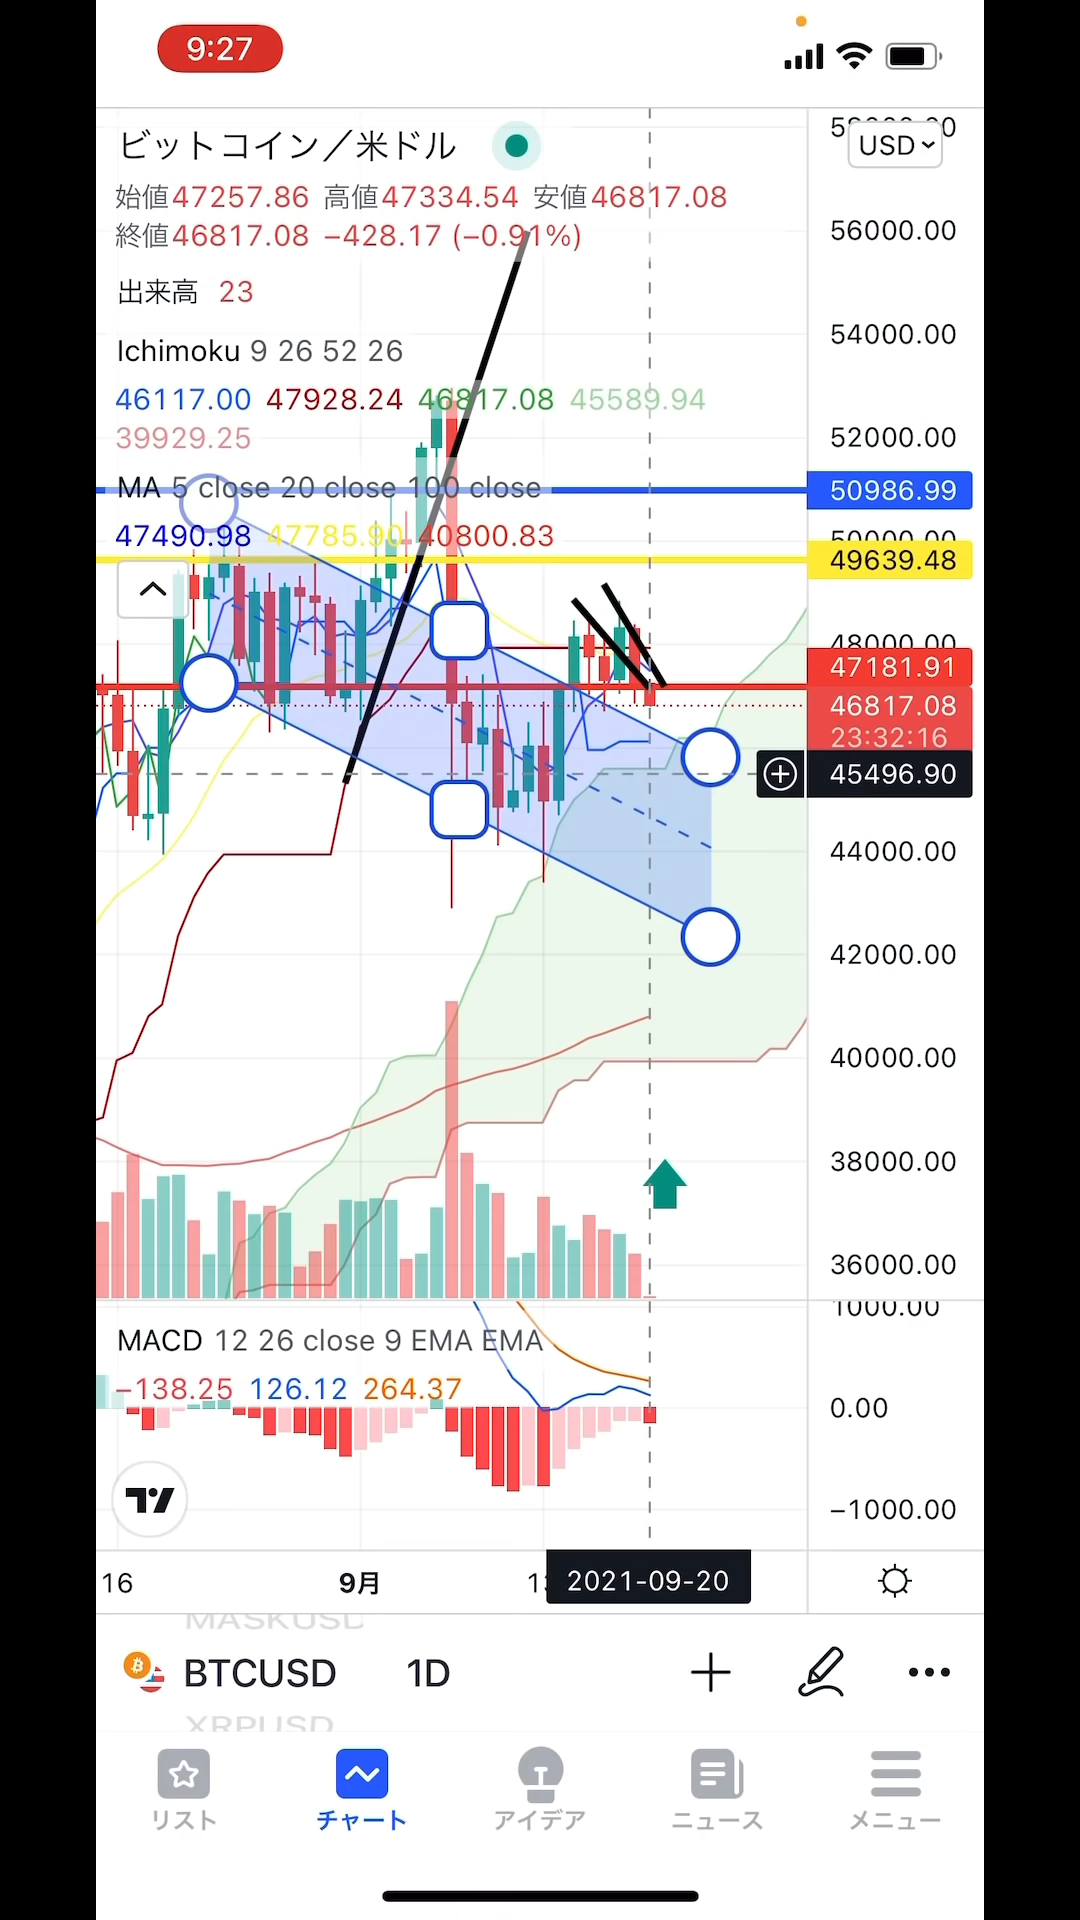 9:27
ビットコイン／米ドル
USD
始値47257.86 高値47334.54 安値46817.08
終値46817.08 −428.17 (−0.91%)
出来高 23
Ichimoku 9 26 52 26
46117.00 47928.24 46817.08 45589.94
39929.25
MA 5 close 20 close 100 close
47490.98 47785.90 40800.83
56000.00
54000.00
52000.00
50986.99
50000.00
49639.48
48000.00
47181.91
46817.08
23:32:16
45496.90
44000.00
42000.00
40000.00
38000.00
36000.00
1000.00
MACD 12 26 close 9 EMA EMA
−138.25 126.12 264.37
0.00
−1000.00
16
9月
2021-09-20
MASKUSD
BTCUSD 1D
XRPUSD
リスト
チャート
アイデア
ニュース
メニュー